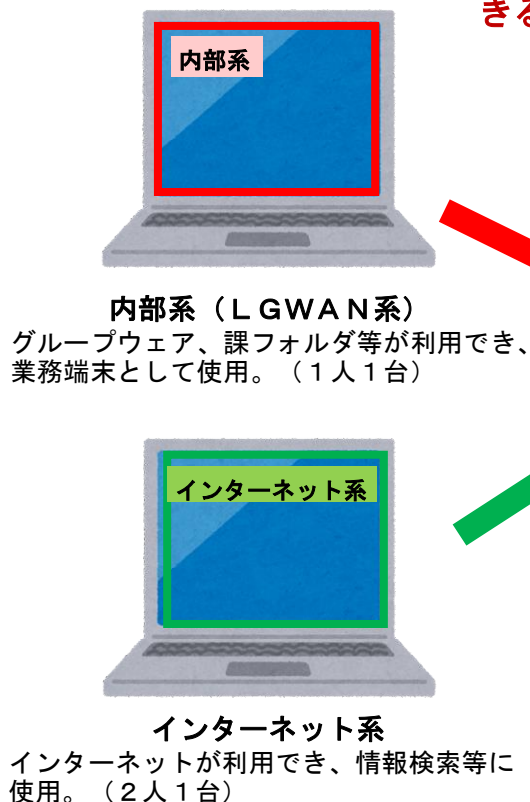 きる
内部系
内部系（ＬＧＷＡＮ系）
グループウェア、課フォルダ等が利用でき、
業務端末として使用。（１人１台）
インターネット系
インターネット系
インターネットが利用でき、情報検索等に
使用。（２人１台）